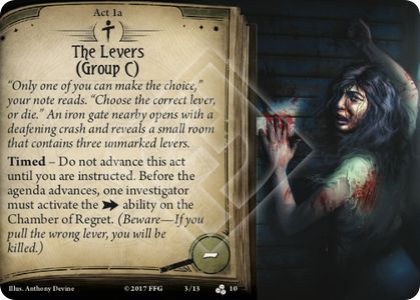 Act 1a
The Levers
(Group C)
“Only one of you can make the choice,”
your note reads. “Choose the correct lever,
or die.” An iron gate nearby opens with a
deafening crash and reveals a small room
that contains three unmarked levers.
Timed – Do not advance this act
until you are instructed. Before the
agenda advances, one investigator
must activate the ability on the
Chamber of Regret. (Beware—If you
pull the wrong lever, you will be
killed.)
–
Illus. Anthony Devine
©2017 FFG
3/13
10